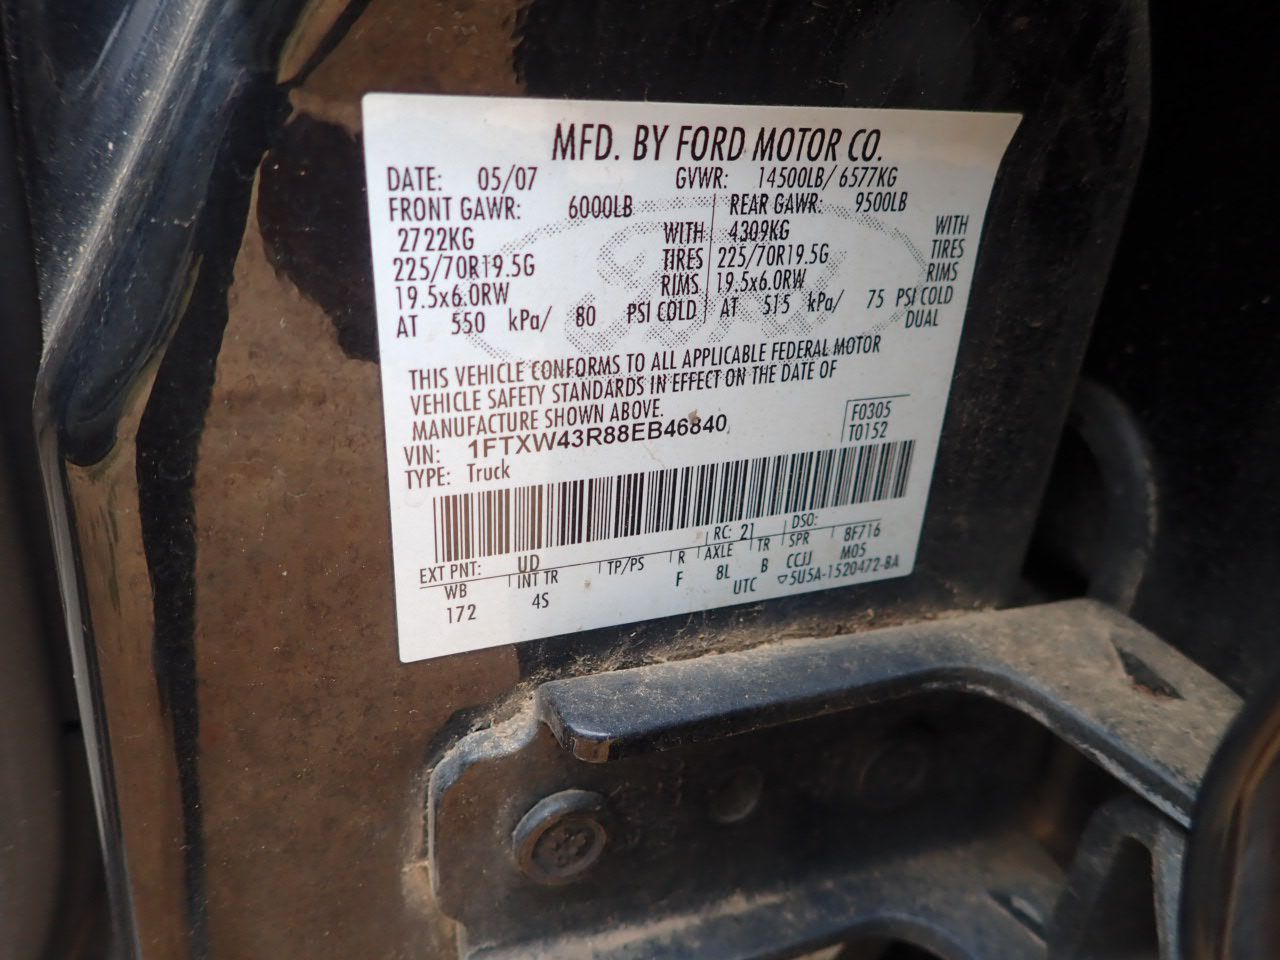 MFD. BY FORD MOTOR CO.
DATE: 05/07 GVWR: 14500LB/ 6577KG
FRONT GAWR: 6000LB REAR GAWR: 9500LB
2722KG WITH 4309KG WITH
225/70R19.5G TIRES 225/70R19.5G TIRES
19.5x6.0RW RIMS 19.5x6.0RW RIMS
AT 550 kPa/ 80 PSI COLD AT 515 kPa/ 75 PSI COLD
DUAL
THIS VEHICLE CONFORMS TO ALL APPLICABLE FEDERAL MOTOR
VEHICLE SAFETY STANDARDS IN EFFECT ON THE DATE OF
MANUFACTURE SHOWN ABOVE.
VIN: 1FTXW43R88EB46840
F0305
T0152
TYPE: Truck
EXT PNT: UD RC: 21 DSO:
WB INT TR TP/PS R AXLE TR SPR 8F716
172 4S F 8L B CCJJ M05
UTC ▽5U5A-1520472-BA